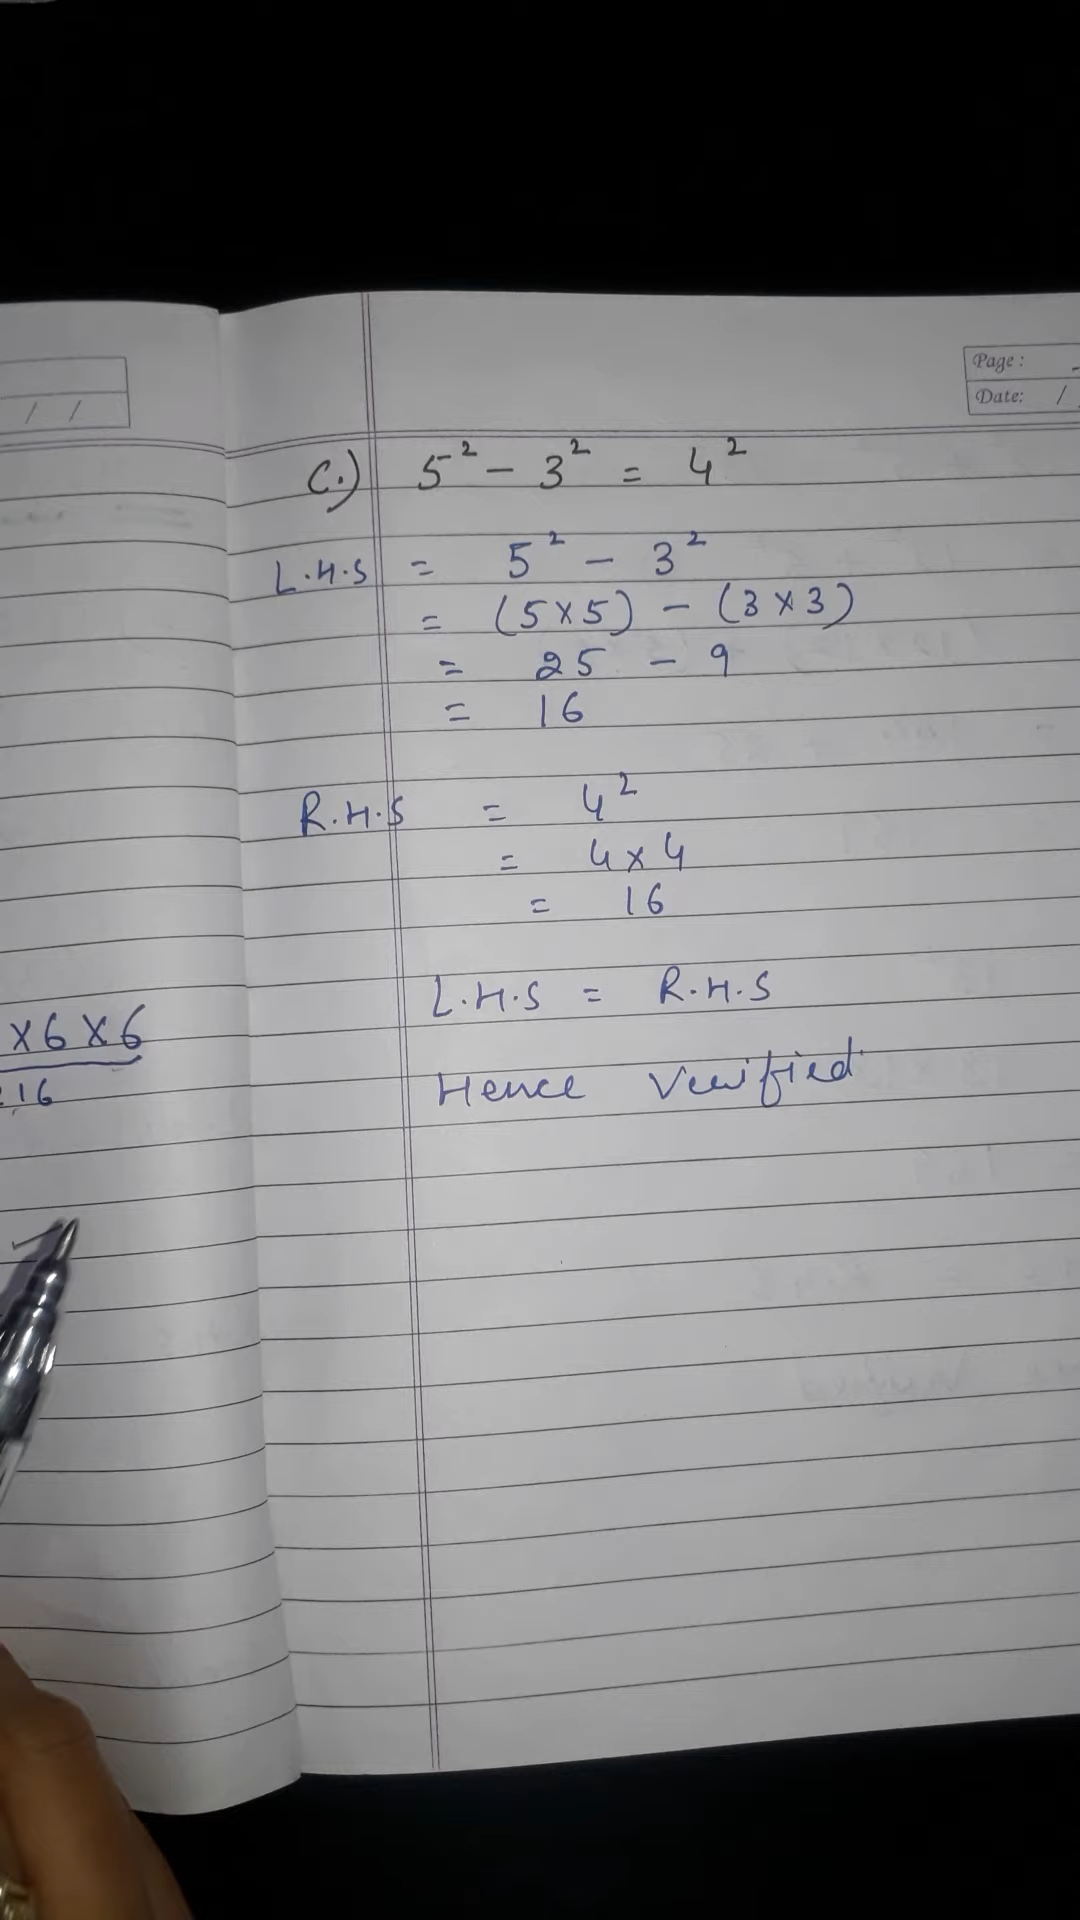 Page :
Date: /
/ /
C.) 5² - 3² = 4²
L.H.S = 5² - 3²
= (5×5) - (3×3)
= 25 - 9
= 16
R.H.S = 4²
= 4×4
= 16
L.H.S = R.H.S
Hence Verified
×6×6
16